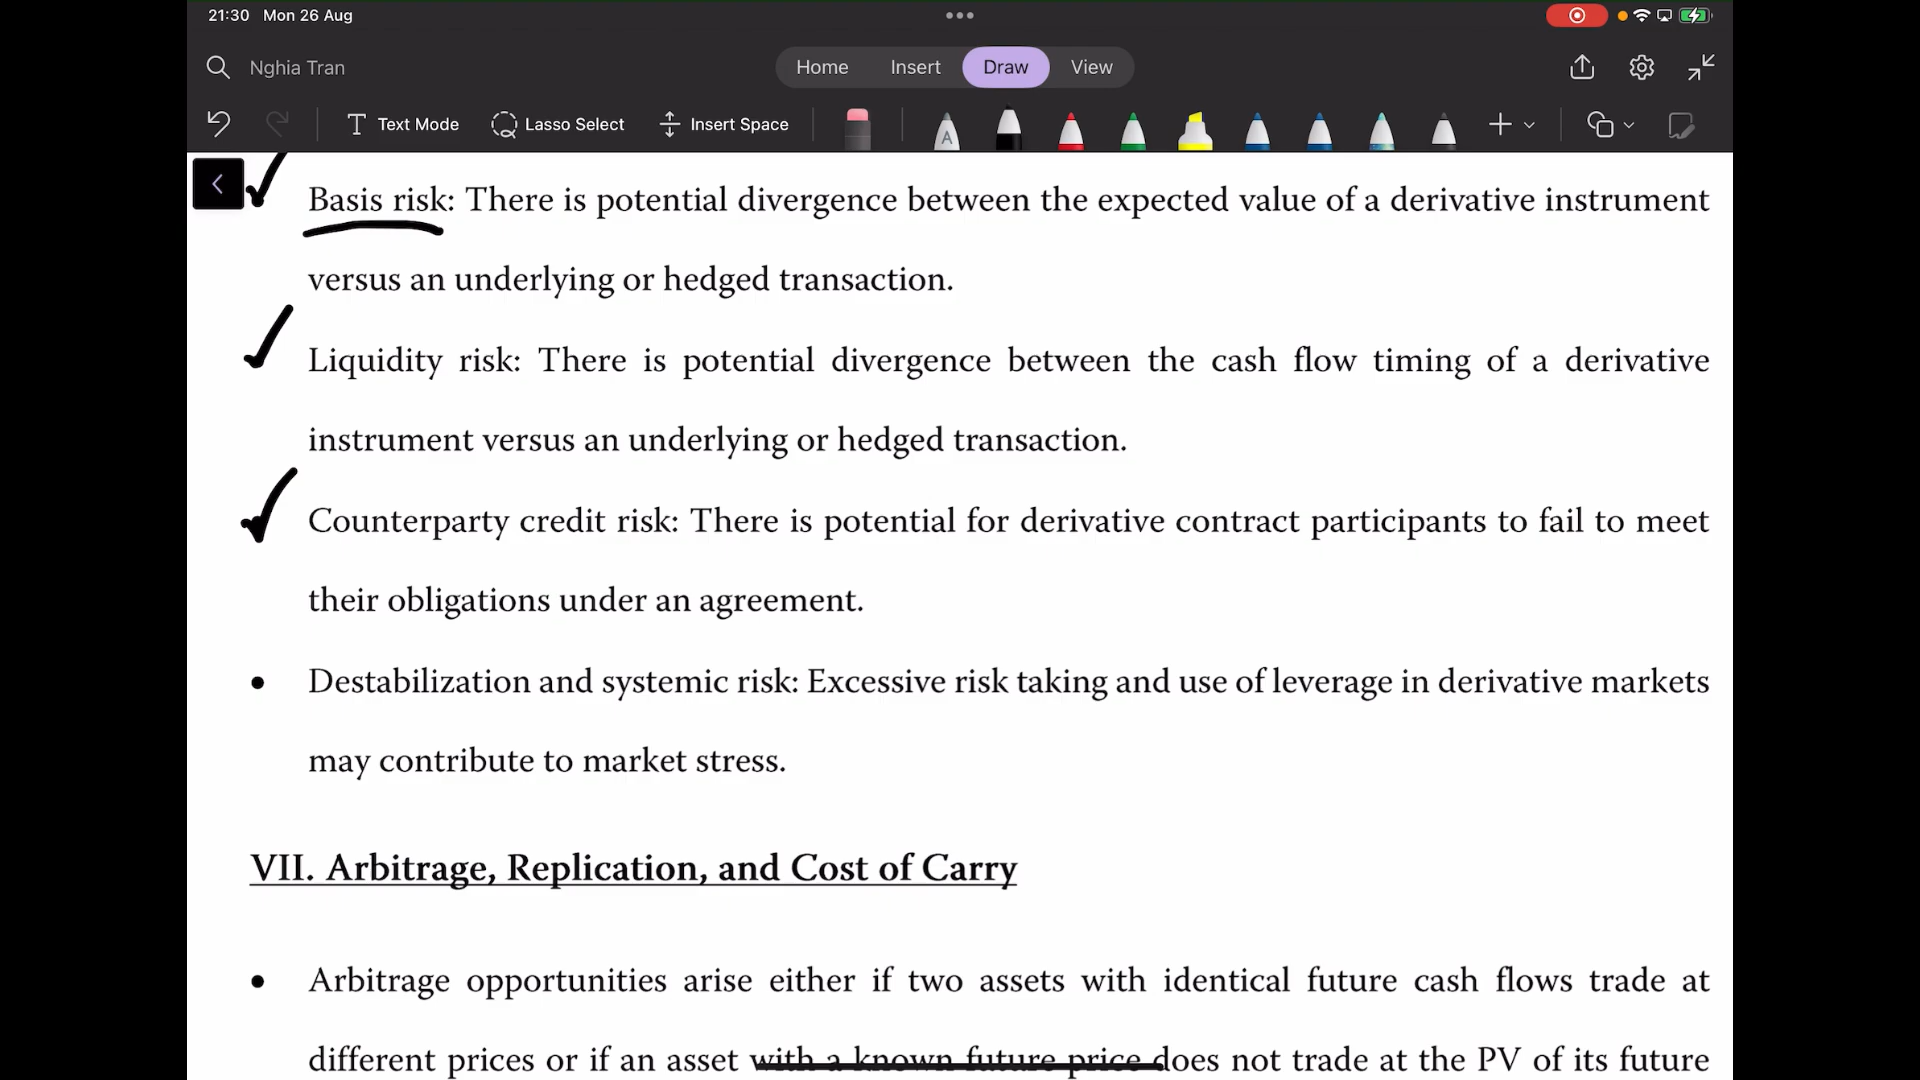 21:30 Mon 26 Aug
Nghia Tran
Home Insert Draw View
Text Mode Lasso Select Insert Space
A
Basis risk: There is potential divergence between the expected value of a derivative instrument
versus an underlying or hedged transaction.
Liquidity risk: There is potential divergence between the cash flow timing of a derivative
instrument versus an underlying or hedged transaction.
Counterparty credit risk: There is potential for derivative contract participants to fail to meet
their obligations under an agreement.
• Destabilization and systemic risk: Excessive risk taking and use of leverage in derivative markets
may contribute to market stress.
VII. Arbitrage, Replication, and Cost of Carry
• Arbitrage opportunities arise either if two assets with identical future cash flows trade at
different prices or if an asset with a known future price does not trade at the PV of its future